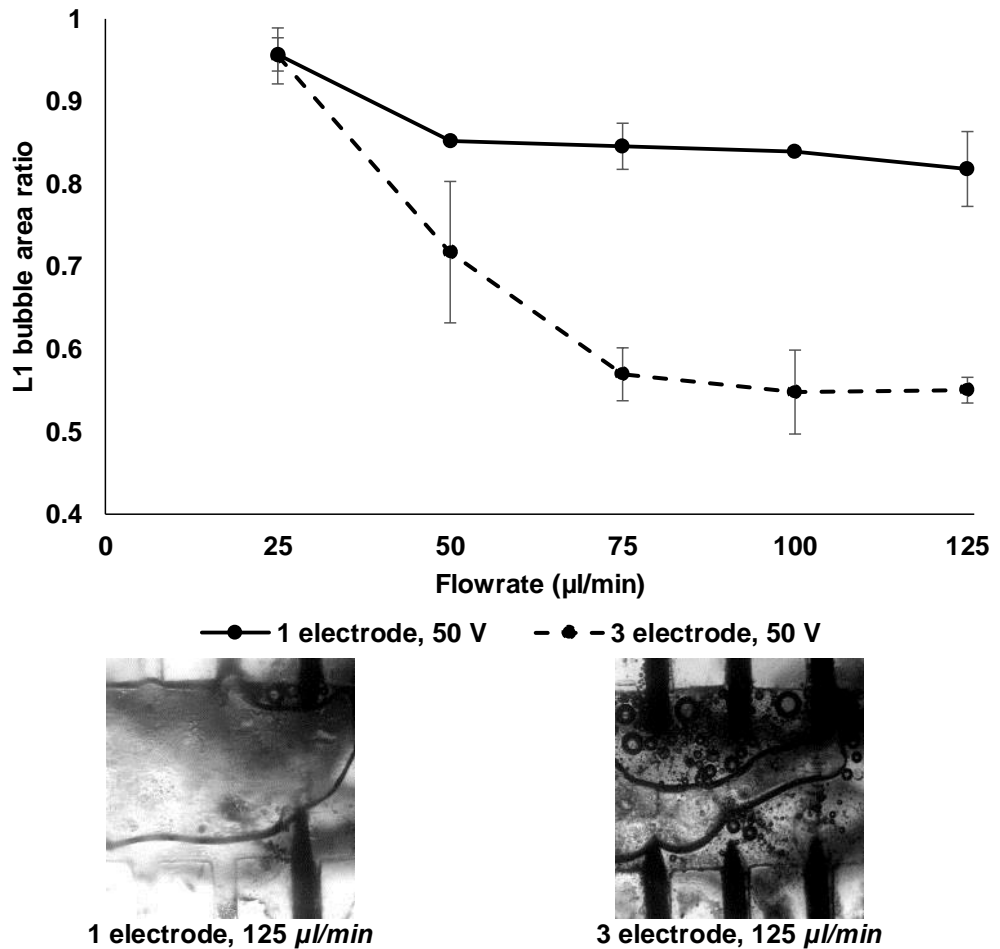 1
0.9
0.8
0.7
0.6
0.5
0.4
L1 bubble area ratio
0 25 50 75 100 125
Flowrate (µl/min)
1 electrode, 50 V 3 electrode, 50 V
1 electrode, 125 µl/min 3 electrode, 125 µl/min